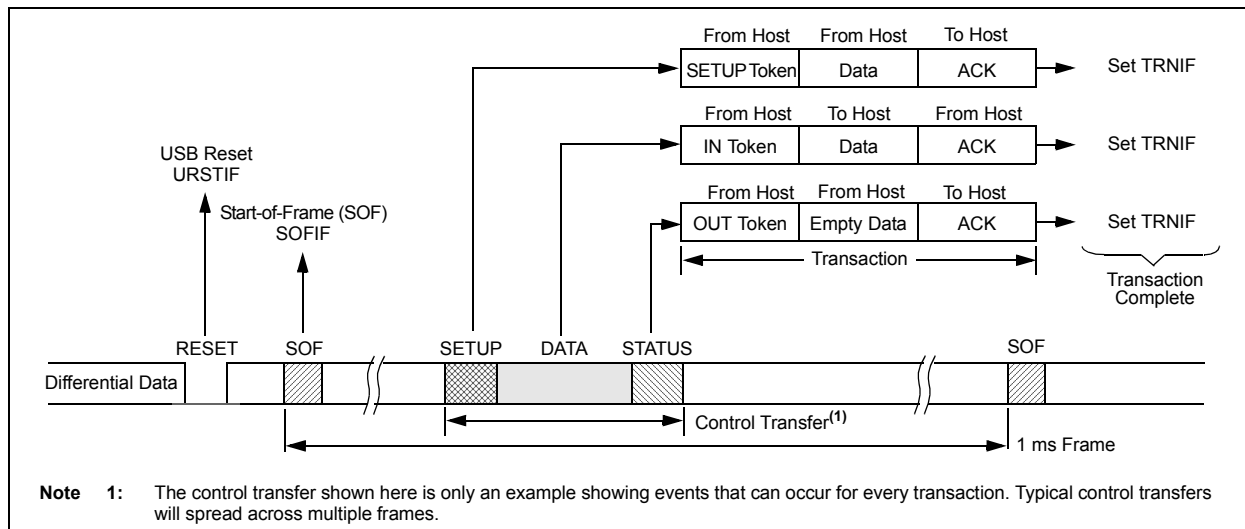 From Host From Host To Host
SETUP Token Data ACK Set TRNIF
From Host To Host From Host
IN Token Data ACK Set TRNIF
From Host From Host To Host
OUT Token Empty Data ACK Set TRNIF
Transaction
Transaction
Complete
USB Reset
URSTIF
Start-of-Frame (SOF)
SOFIF
RESET SOF SETUP DATA STATUS SOF
Differential Data
Control Transfer(1)
1 ms Frame
Note 1: The control transfer shown here is only an example showing events that can occur for every transaction. Typical control transfers
will spread across multiple frames.